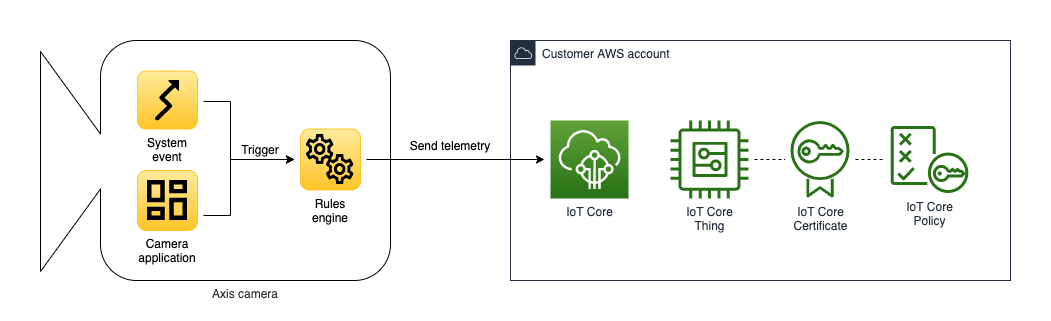 System
event
Camera
application
Trigger
Rules
engine
Axis camera
Send telemetry
Customer AWS account
IoT Core
IoT Core
Thing
IoT Core
Certificate
IoT Core
Policy